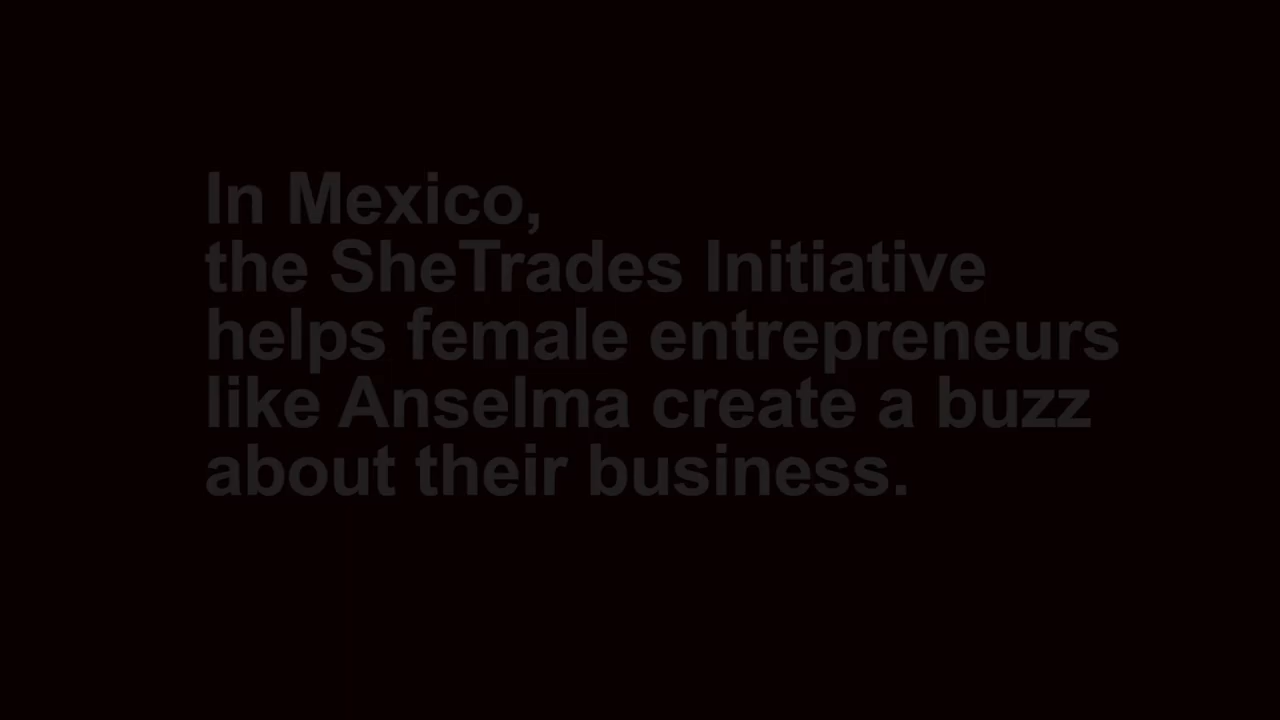 In Mexico,
the SheTrades Initiative
helps female entrepreneurs
like Anselma create a buzz
about their business.